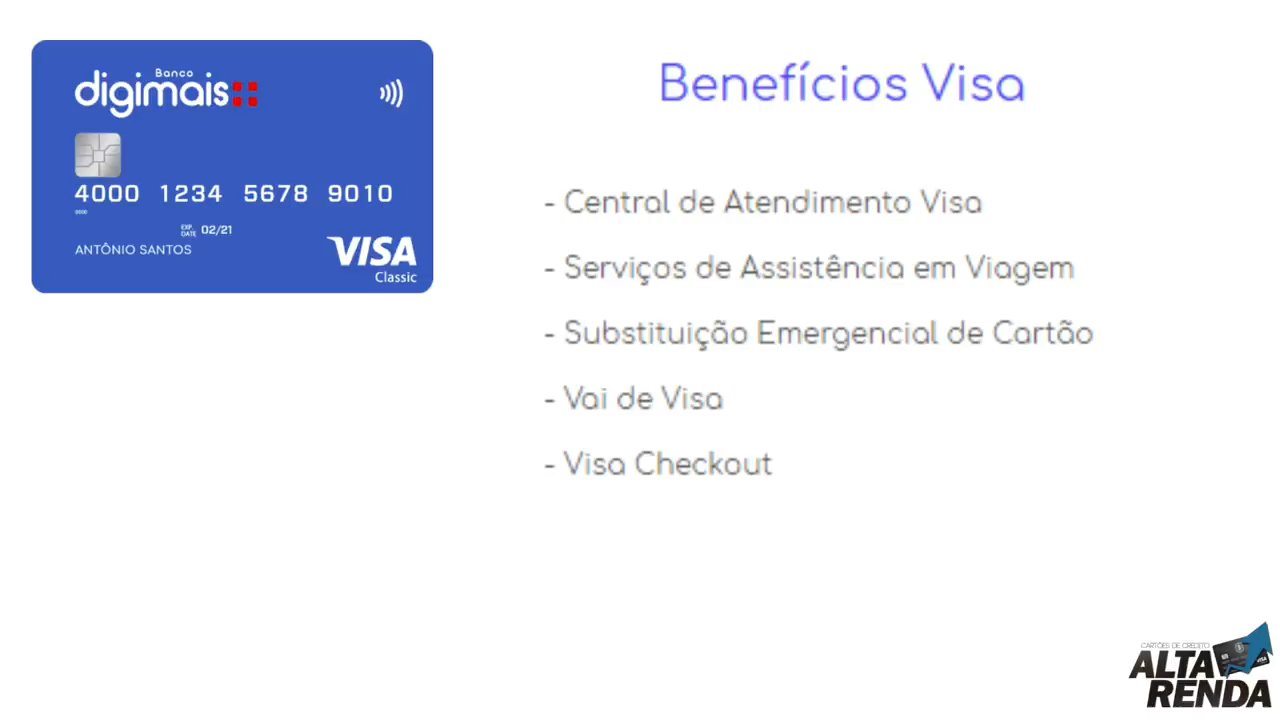 Banco
digimais
4000 1234 5678 9010
0000
EXP. DATE 02/21
ANTÔNIO SANTOS
VISA
Classic
Benefícios Visa
- Central de Atendimento Visa
- Serviços de Assistência em Viagem
- Substituição Emergencial de Cartão
- Vai de Visa
- Visa Checkout
CARTÕES DE CRÉDITO
ALTA
RENDA
VISA